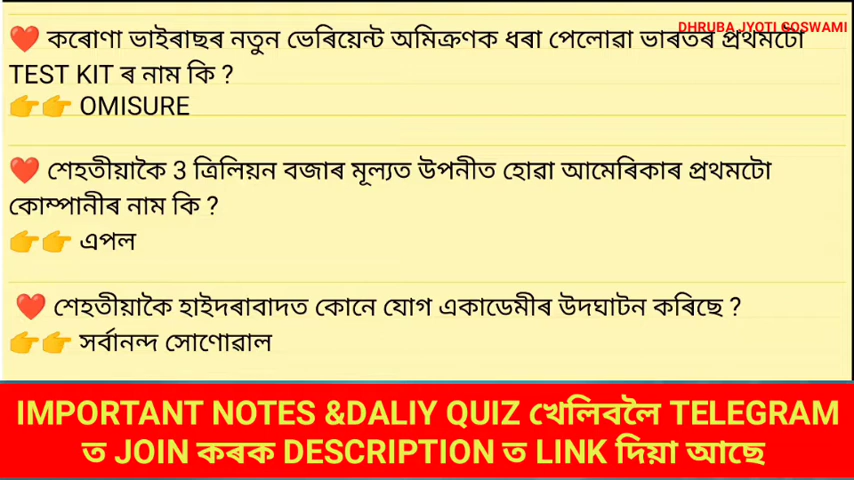 DHRUBA JYOTI GOSWAMI
❤️ কৰোণা ভাইৰাছৰ নতুন ভেৰিয়েন্ট অমিক্ৰণক ধৰা পেলোৱা ভাৰতৰ প্ৰথমটো
TEST KIT ৰ নাম কি ?
👉👉 OMISURE
❤️ শেহতীয়াকৈ 3 ত্ৰিলিয়ন বজাৰ মূল্যত উপনীত হোৱা আমেৰিকাৰ প্ৰথমটো
কোম্পানীৰ নাম কি ?
👉👉 এপল
❤️ শেহতীয়াকৈ হাইদৰাবাদত কোনে যোগ একাডেমীৰ উদঘাটন কৰিছে ?
👉👉 সৰ্বানন্দ সোণোৱাল
IMPORTANT NOTES &DALIY QUIZ খেলিবলৈ TELEGRAM
ত JOIN কৰক DESCRIPTION ত LINK দিয়া আছে